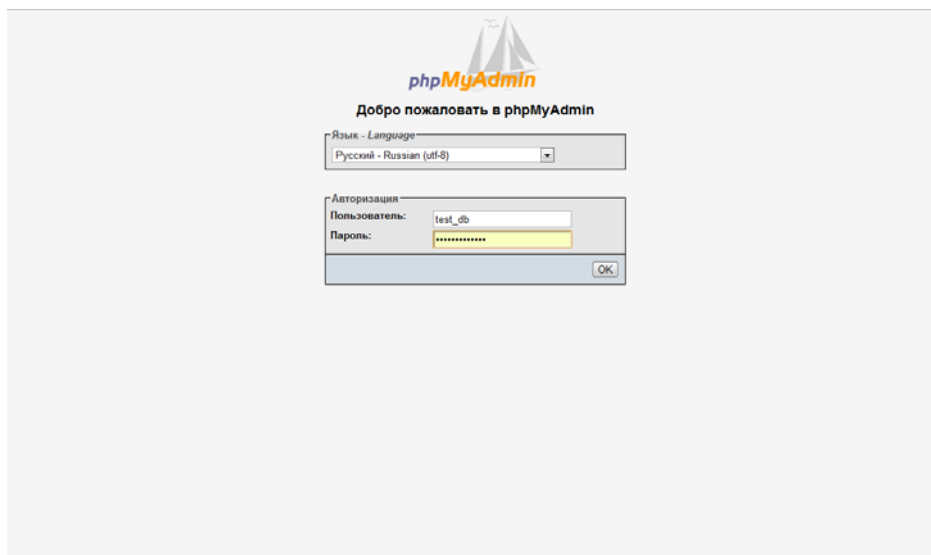 phpMyAdmin
Добро пожаловать в phpMyAdmin
Язык - Language
Русский - Russian (utf-8)
Авторизация
Пользователь: test_db
Пароль: •••••••••••••
OK